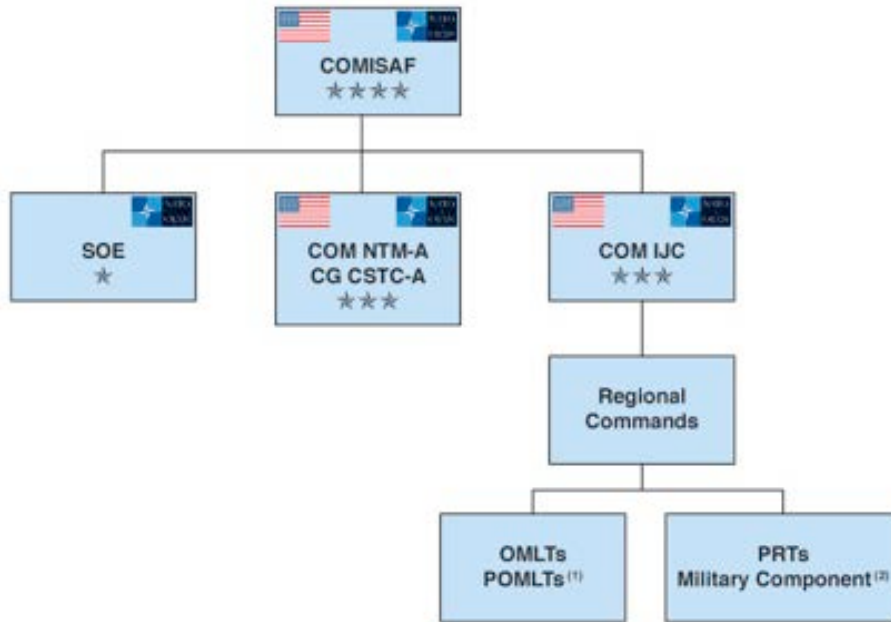 COMISAF
SOE
COM NTM-A
CG CSTC-A
COM IJC
Regional
Commands
OMLTs
POMLTs (1)
PRTs
Military Component (2)